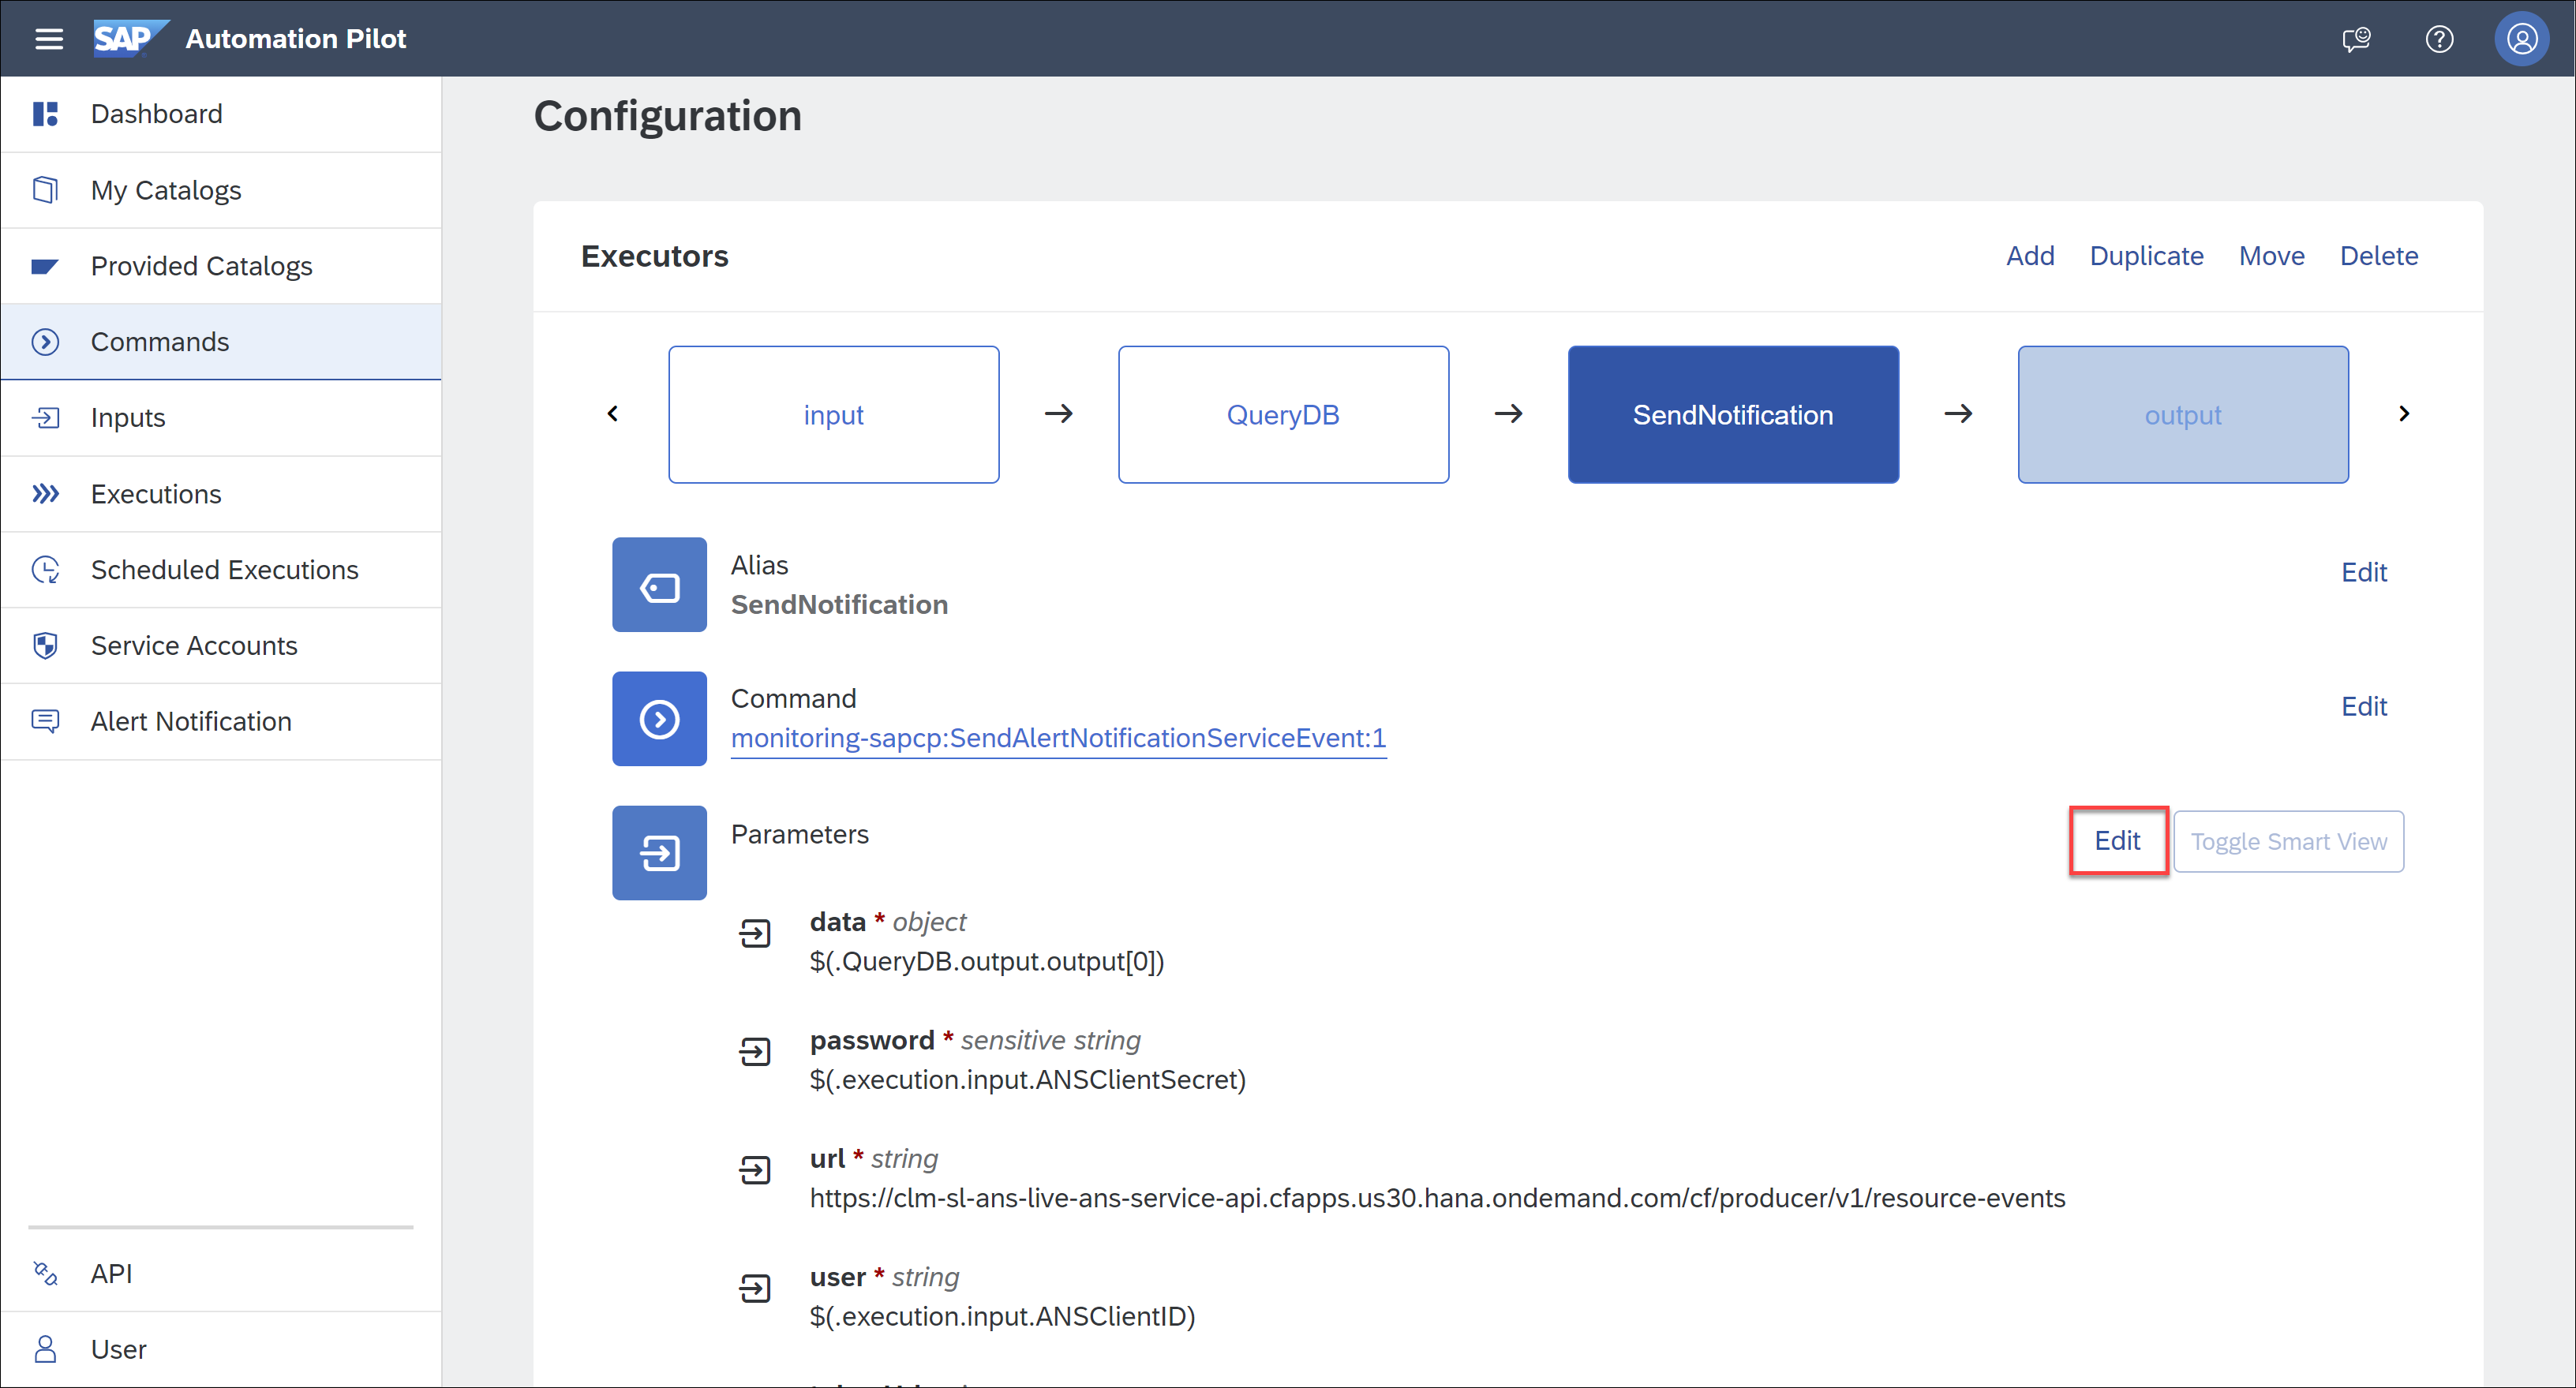 SAP Automation Pilot
Dashboard
My Catalogs
Provided Catalogs
Commands
Inputs
Executions
Scheduled Executions
Service Accounts
Alert Notification
API
User
Configuration
Executors
Add Duplicate Move Delete
input QueryDB SendNotification output
Alias
SendNotification
Edit
Command
monitoring-sapcp:SendAlertNotificationServiceEvent:1
Edit
Parameters
Edit Toggle Smart View
data * object
$(.QueryDB.output.output[0])
password * sensitive string
$(.execution.input.ANSClientSecret)
url * string
https://clm-sl-ans-live-ans-service-api.cfapps.us30.hana.ondemand.com/cf/producer/v1/resource-events
user * string
$(.execution.input.ANSClientID)